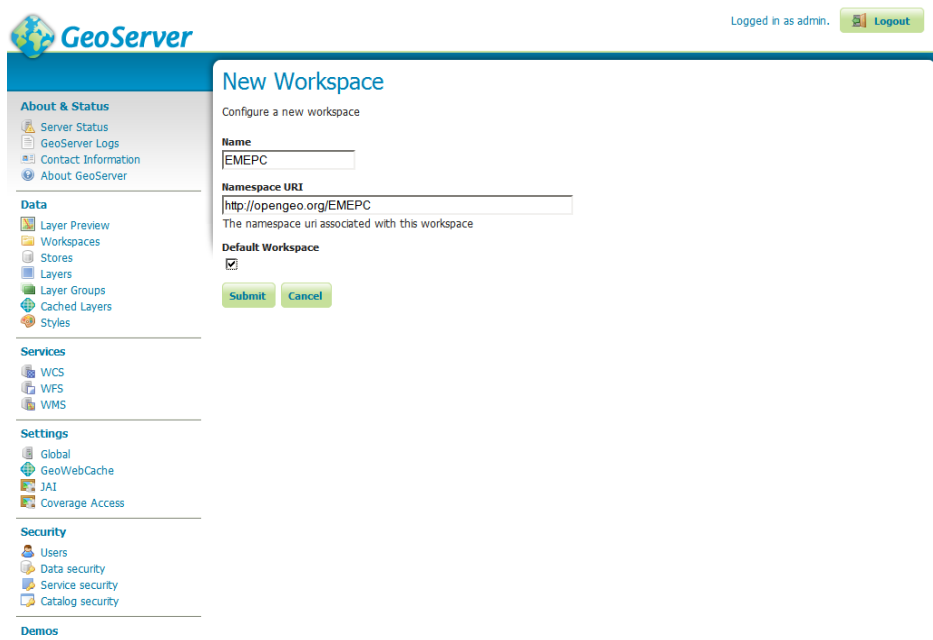 GeoServer
Logged in as admin.
Logout
About & Status
Server Status
GeoServer Logs
Contact Information
About GeoServer
Data
Layer Preview
Workspaces
Stores
Layers
Layer Groups
Cached Layers
Styles
Services
WCS
WFS
WMS
Settings
Global
GeoWebCache
JAI
Coverage Access
Security
Users
Data security
Service security
Catalog security
Demos
New Workspace
Configure a new workspace
Name
EMEPC
Namespace URI
http://opengeo.org/EMEPC
The namespace uri associated with this workspace
Default Workspace
Submit Cancel